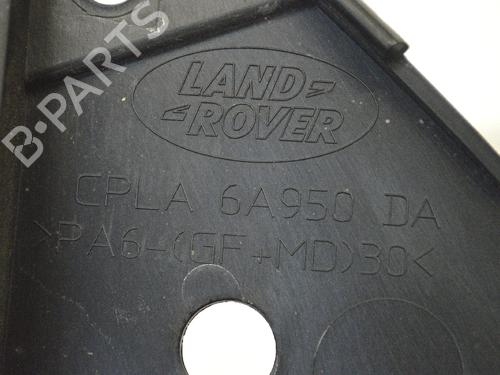 B-PARTS
LAND
ROVER
CPLA 6A950 DA
>PA6-(GF+MD)30<